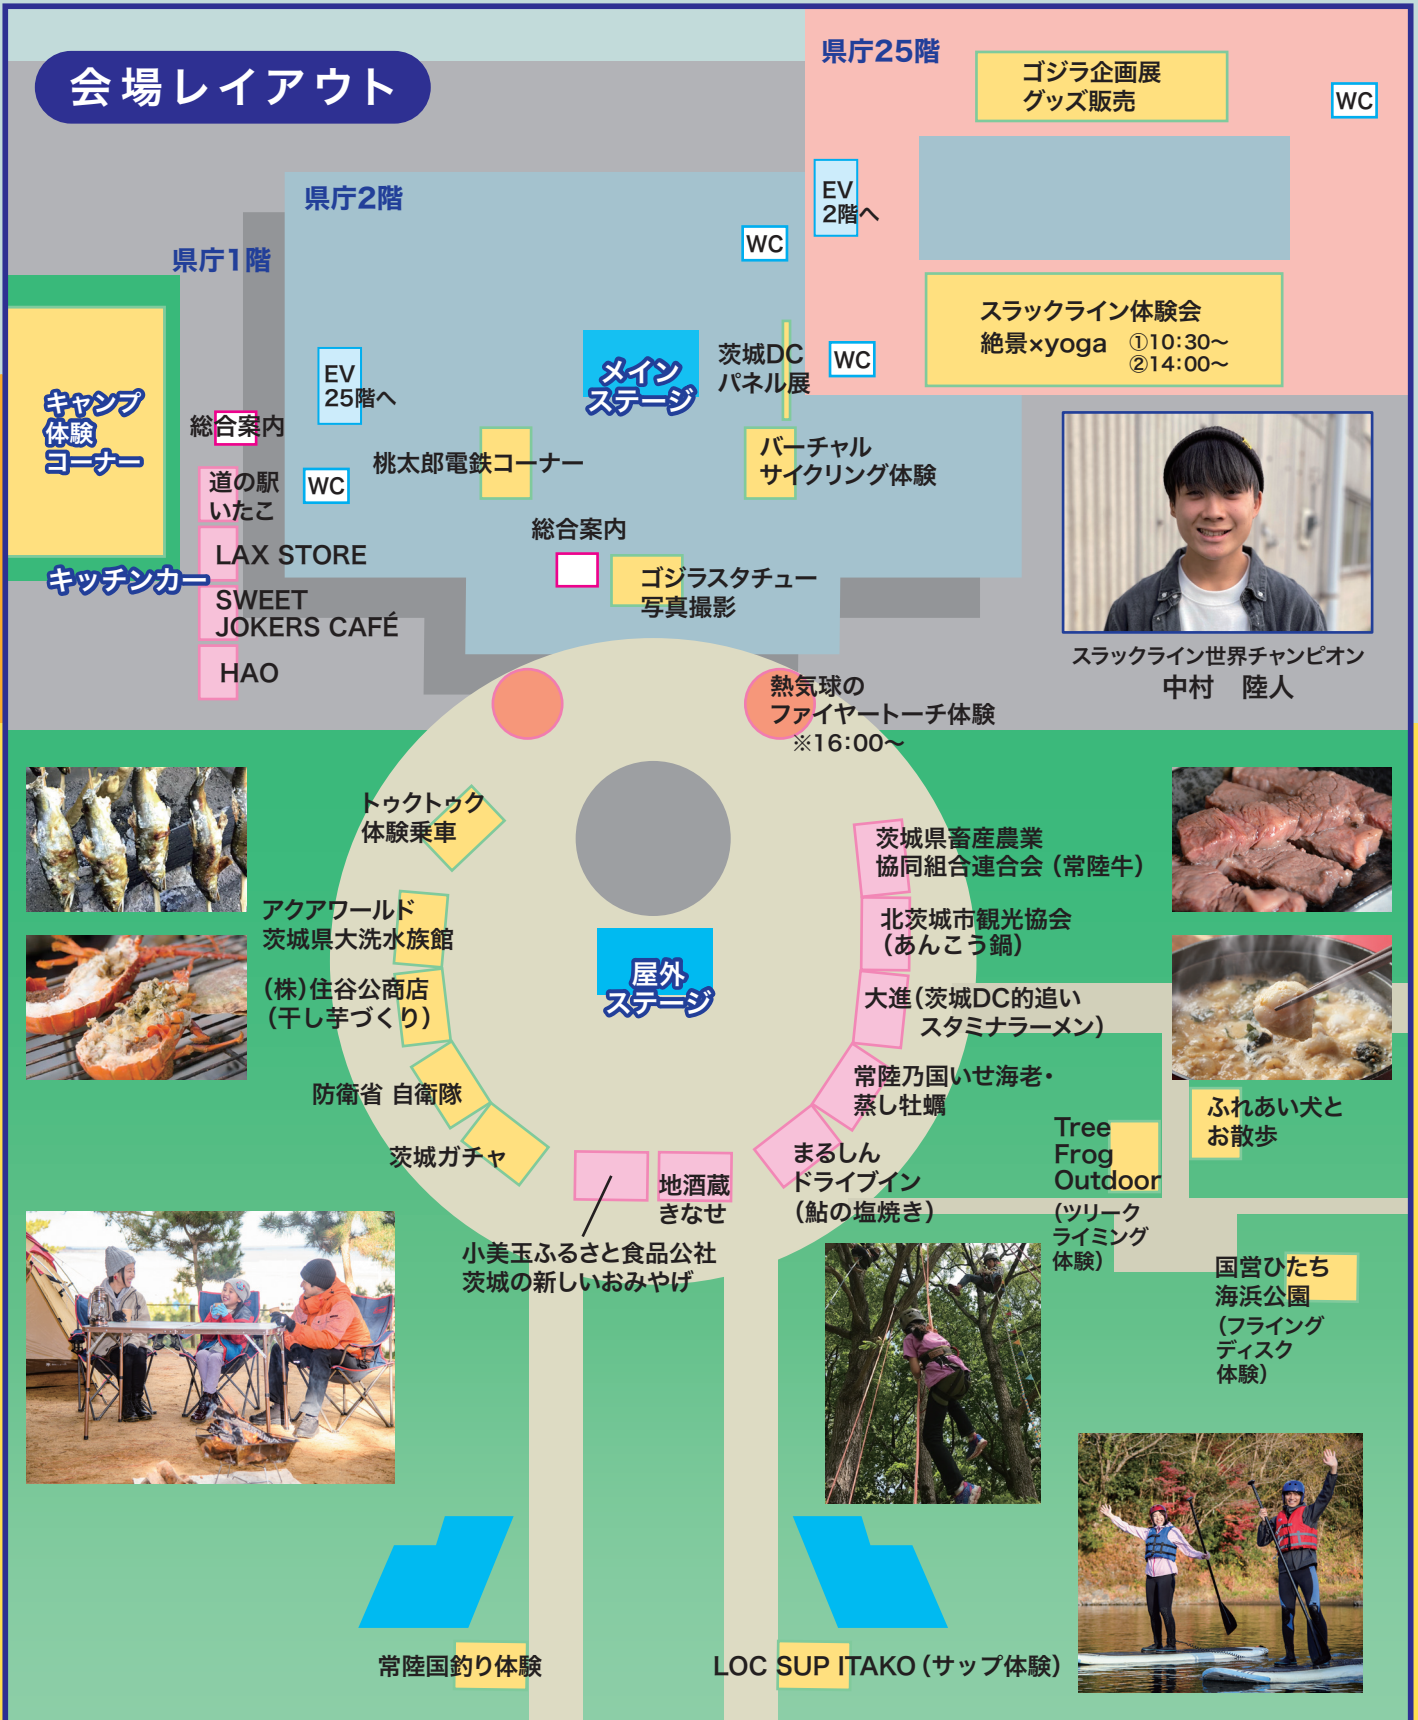 会場レイアウト
県庁25階
ゴジラ企画展
グッズ販売
WC
EV
2階へ
スラックライン体験会
絶景×yoga ①10:30〜
②14:00〜
WC
県庁2階
WC
県庁1階
EV
25階へ
メイン
ステージ
茨城DC
パネル展
キャンプ
体験
コーナー
総合案内
道の駅
いたこ
WC
桃太郎電鉄コーナー
バーチャル
サイクリング体験
総合案内
LAX STORE
キッチンカー
SWEET
JOKERS CAFÉ
HAO
ゴジラスタチュー
写真撮影
スラックライン世界チャンピオン
中村 陸人
熱気球の
ファイヤートーチ体験
※16:00〜
トゥクトゥク
体験乗車
アクアワールド
茨城県大洗水族館
(株)住谷公商店
(干し芋づくり)
防衛省 自衛隊
茨城ガチャ
屋外
ステージ
茨城県畜産農業
協同組合連合会(常陸牛)
北茨城市観光協会
(あんこう鍋)
大進(茨城DC的追い
スタミナラーメン)
常陸乃国いせ海老・
蒸し牡蠣
まるしん
ドライブイン
(鮎の塩焼き)
地酒蔵
きなせ
小美玉ふるさと食品公社
茨城の新しいおみやげ
Tree
Frog
Outdoor
(ツリーク
ライミング
体験)
ふれあい犬と
お散歩
国営ひたち
海浜公園
(フライング
ディスク
体験)
常陸国釣り体験
LOC SUP ITAKO(サップ体験)